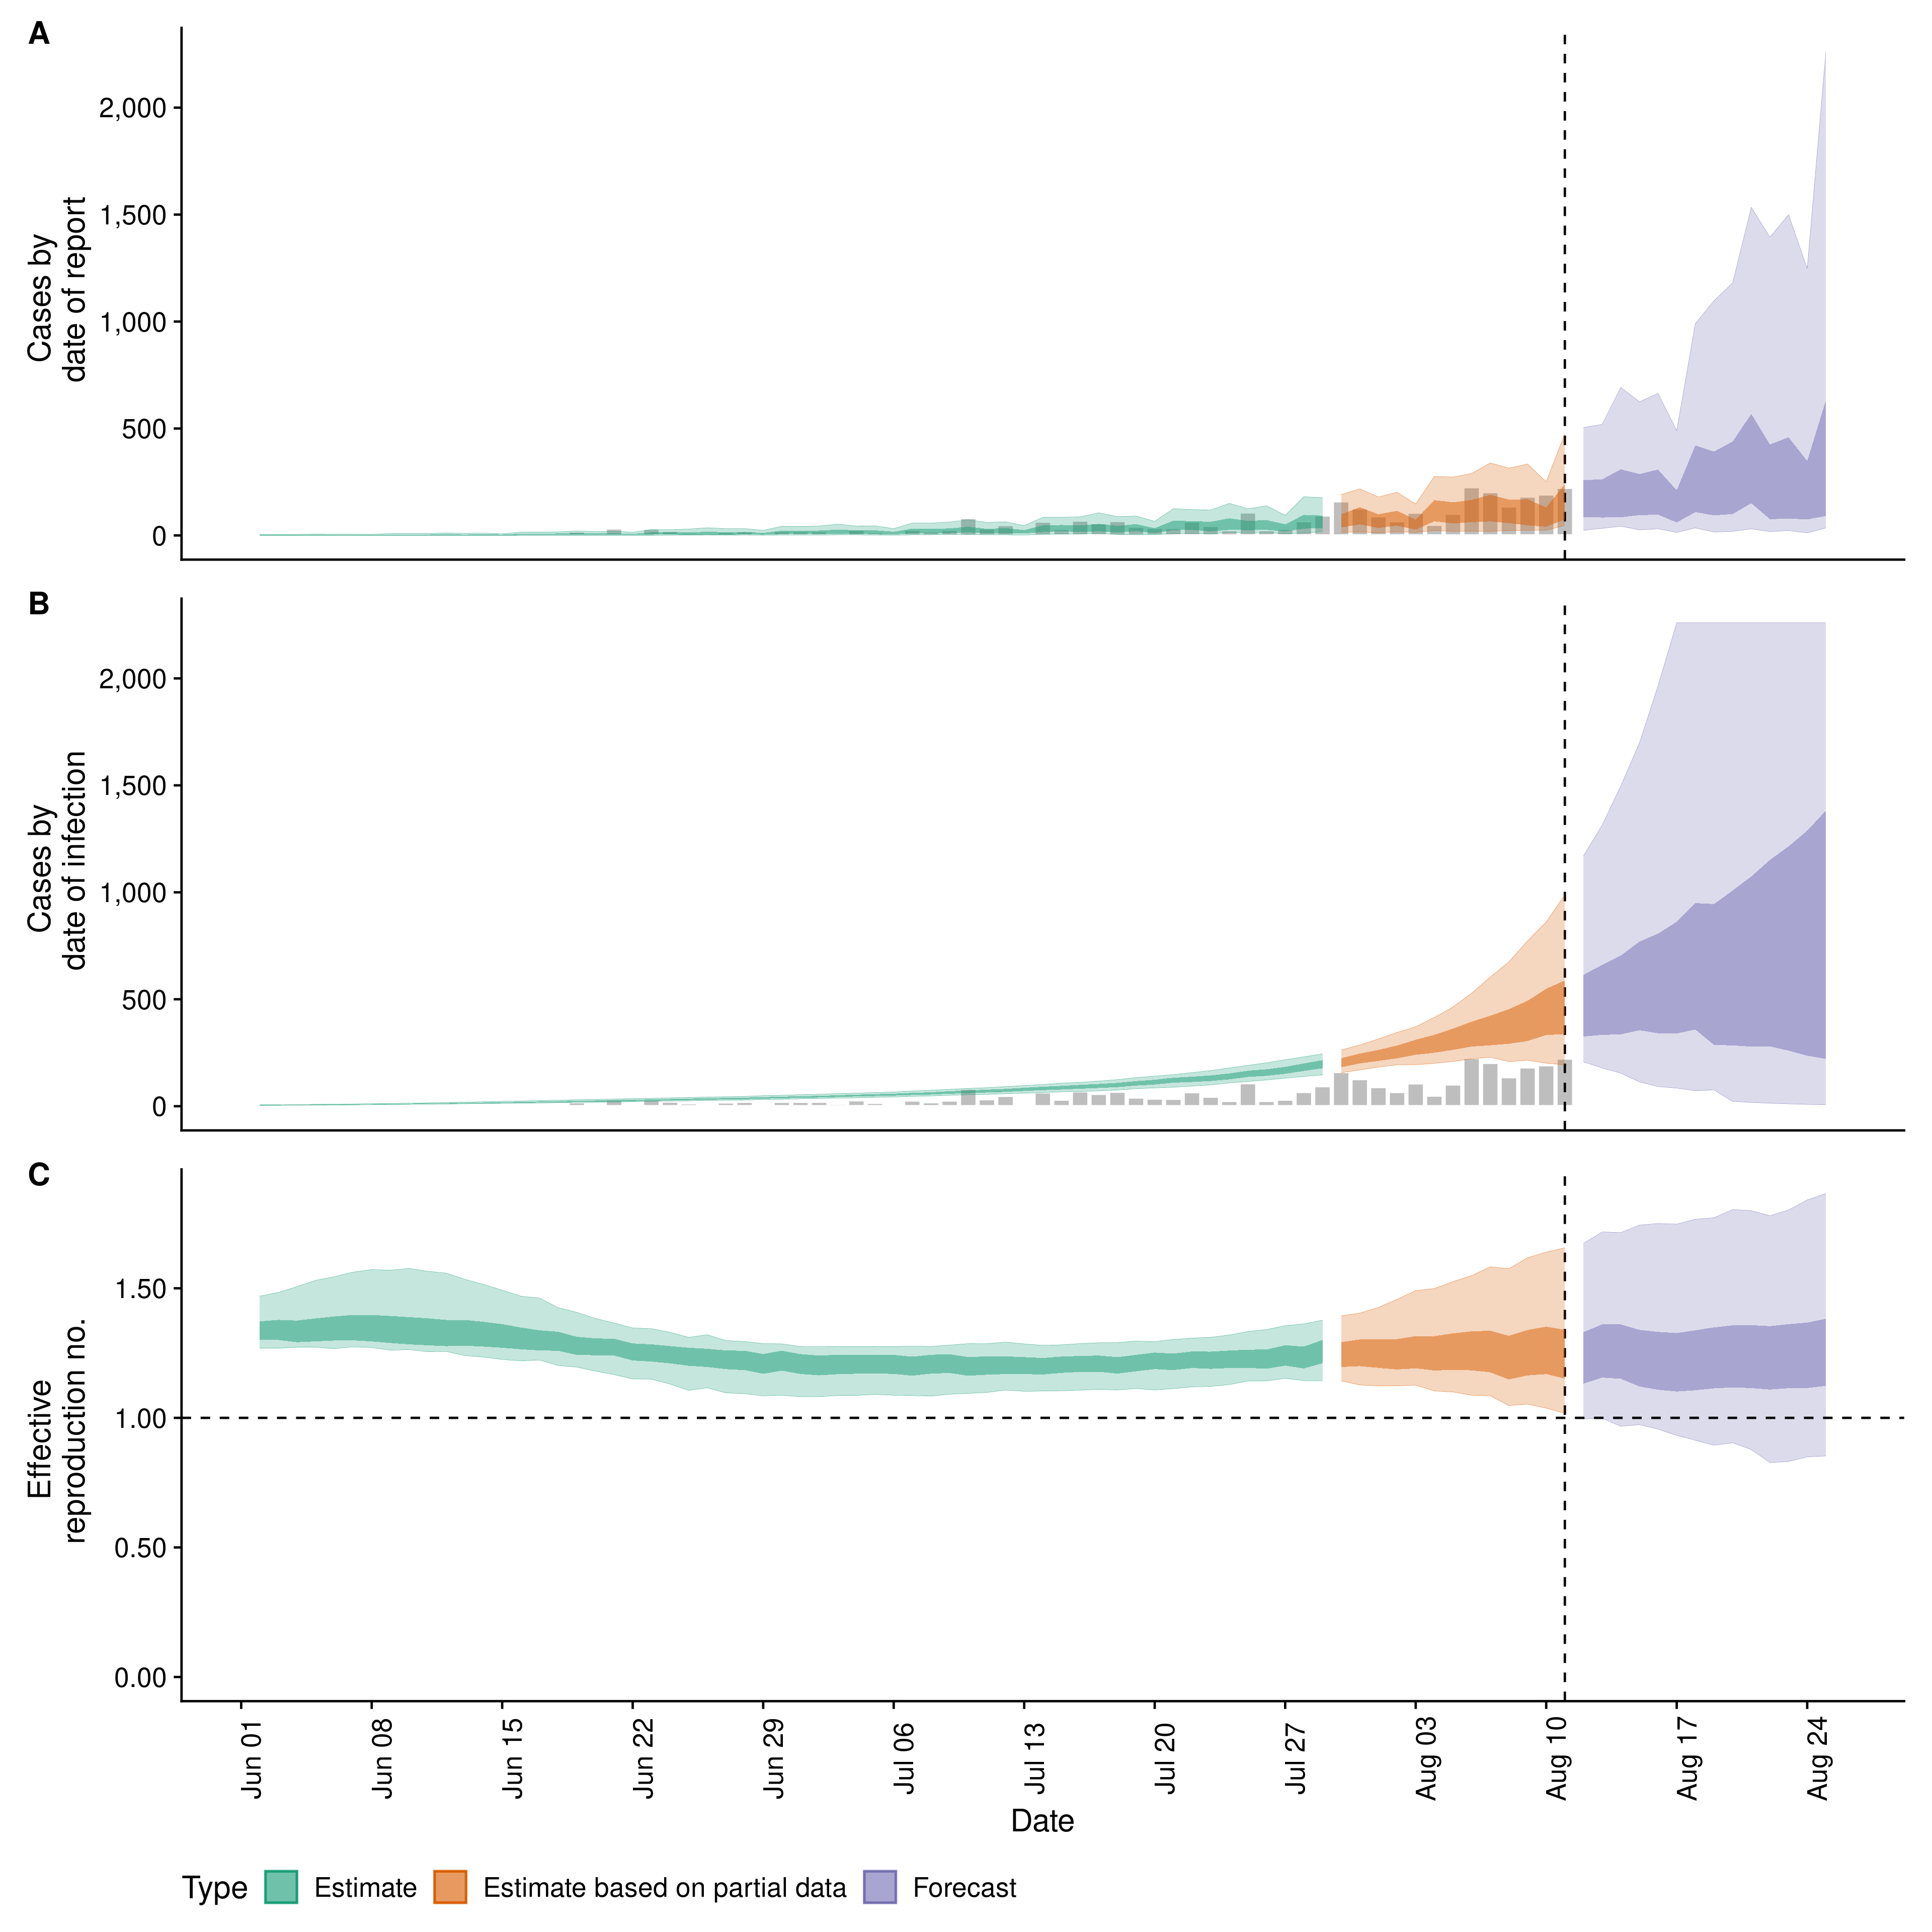 A
Cases by
date of report
2,000
1,500
1,000
500
0
B
Cases by
date of infection
2,000
1,500
1,000
500
0
C
Effective
reproduction no.
1.50
1.00
0.50
0.00
Jun 01
Jun 08
Jun 15
Jun 22
Jun 29
Jul 06
Jul 13
Jul 20
Jul 27
Aug 03
Aug 10
Aug 17
Aug 24
Date
Type Estimate Estimate based on partial data Forecast